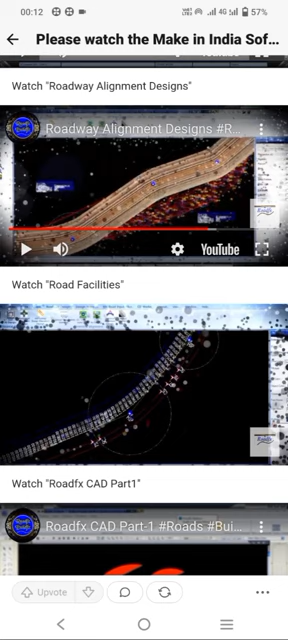 00:12
4G 57%
Please watch the Make in India Sof...
Watch "Roadway Alignment Designs"
Roadway Alignment Designs #R...
YouTube
Watch "Road Facilities"
Watch "Roadfx CAD Part1"
Roadfx CAD Part-1 #Roads #Bui...
Upvote